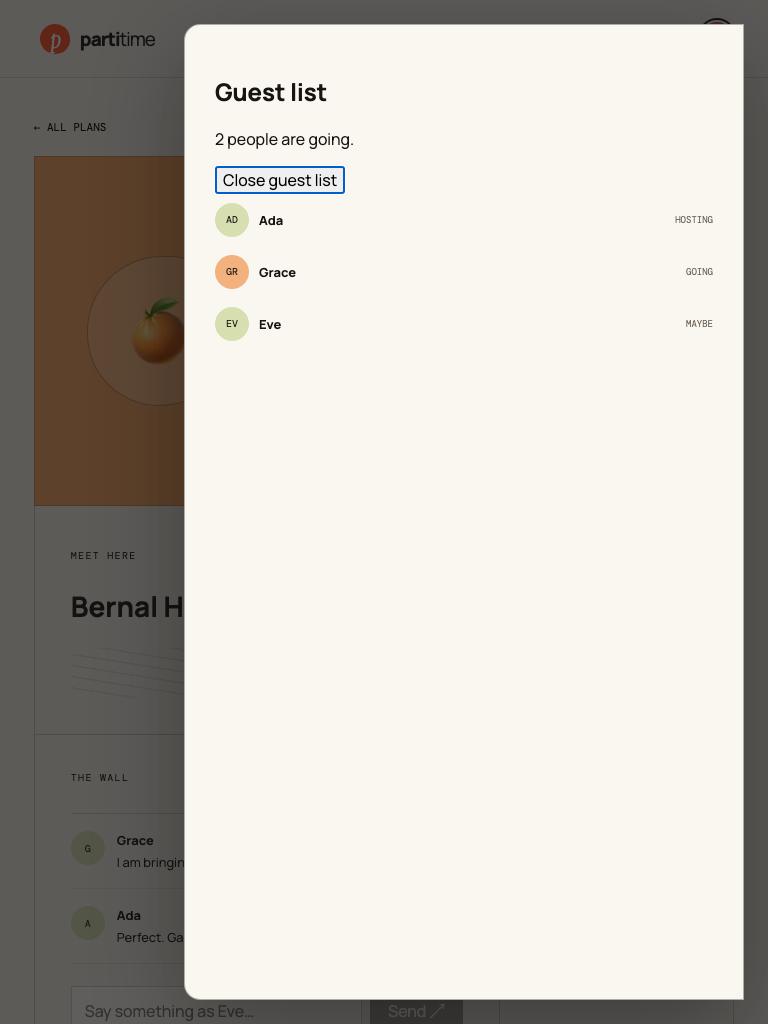 p partitime
← ALL PLANS
Guest list
2 people are going.
Close guest list
AD Ada HOSTING
GR Grace GOING
EV Eve MAYBE
MEET HERE
Bernal H
THE WALL
G Grace
I am bringin
A Ada
Perfect. Ga
Say something as Eve… Send ↗